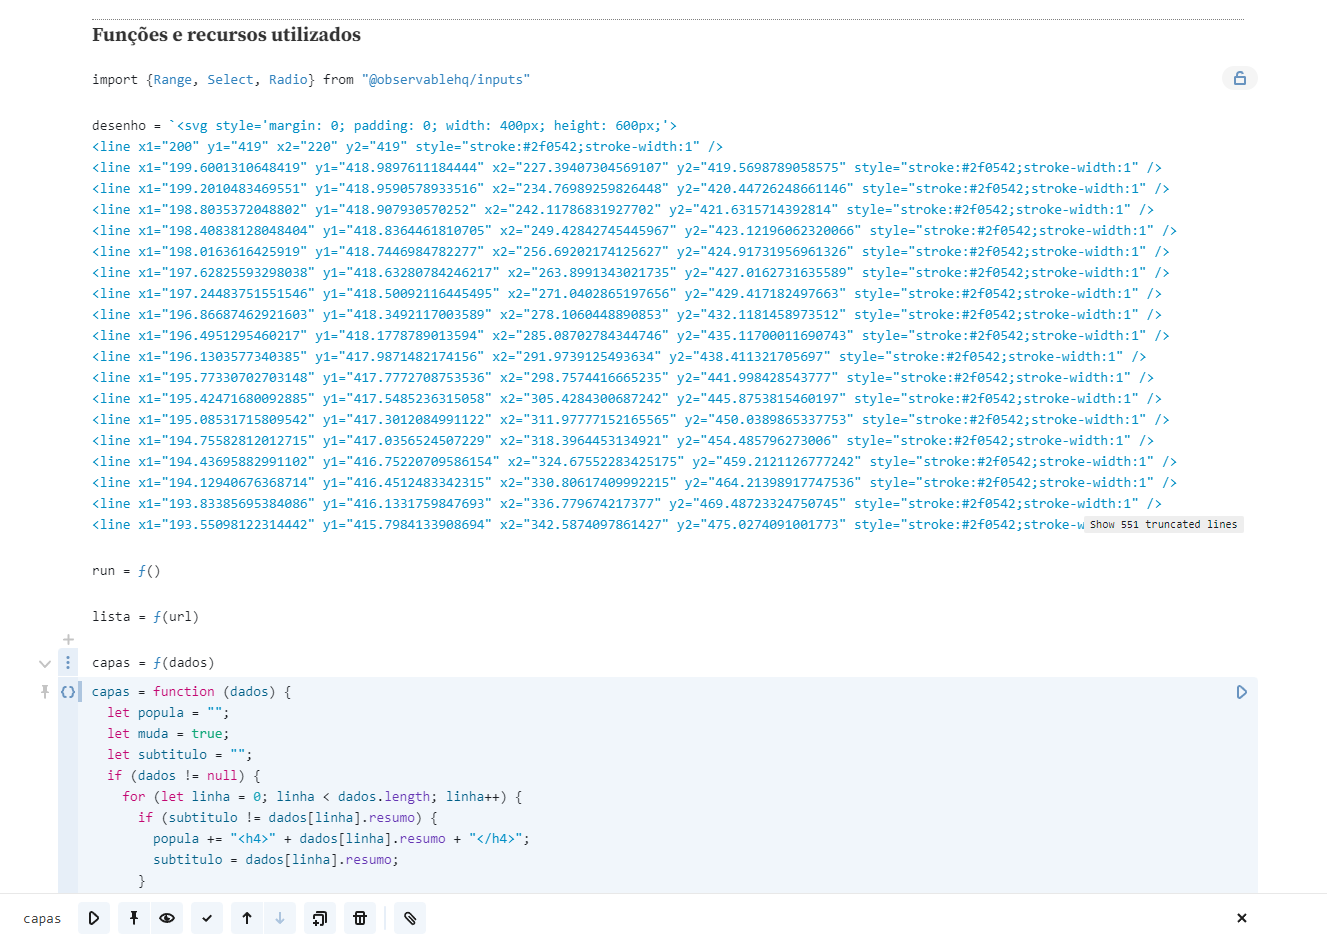 Funções e recursos utilizados
import {Range, Select, Radio} from "@observablehq/inputs"
desenho = `<svg style='margin: 0; padding: 0; width: 400px; height: 600px;'>
<line x1="200" y1="419" x2="220" y2="419" style="stroke:#2f0542;stroke-width:1" />
<line x1="199.6001310648419" y1="418.9897611184444" x2="227.39407304569107" y2="419.5698789058575" style="stroke:#2f0542;stroke-width:1" />
<line x1="199.2010483469551" y1="418.9590578933516" x2="234.76989259826448" y2="420.44726248661146" style="stroke:#2f0542;stroke-width:1" />
<line x1="198.8035372048802" y1="418.907930570252" x2="242.11786831927702" y2="421.6315714392814" style="stroke:#2f0542;stroke-width:1" />
<line x1="198.40838128048404" y1="418.8364461810705" x2="249.42842745445967" y2="423.12196062320066" style="stroke:#2f0542;stroke-width:1" />
<line x1="198.0163616425919" y1="418.7446984782277" x2="256.69202174125627" y2="424.91731956961326" style="stroke:#2f0542;stroke-width:1" />
<line x1="197.62825593298038" y1="418.63280784246217" x2="263.8991343021735" y2="427.0162731635589" style="stroke:#2f0542;stroke-width:1" />
<line x1="197.24483751551546" y1="418.50092116445495" x2="271.0402865197656" y2="429.417182497663" style="stroke:#2f0542;stroke-width:1" />
<line x1="196.86687462921603" y1="418.3492117003589" x2="278.1060448890853" y2="432.1181458973512" style="stroke:#2f0542;stroke-width:1" />
<line x1="196.4951295460217" y1="418.1778789013594" x2="285.08702784344746" y2="435.11700011690743" style="stroke:#2f0542;stroke-width:1" />
<line x1="196.1303577340385" y1="417.9871482174156" x2="291.9739125493634" y2="438.411321705697" style="stroke:#2f0542;stroke-width:1" />
<line x1="195.77330702703148" y1="417.7772708753536" x2="298.7574416665235" y2="441.998428543777" style="stroke:#2f0542;stroke-width:1" />
<line x1="195.42471680092885" y1="417.5485236315058" x2="305.4284300687242" y2="445.8753815460197" style="stroke:#2f0542;stroke-width:1" />
<line x1="195.08531715809542" y1="417.3012084991122" x2="311.97777152165565" y2="450.0389865337753" style="stroke:#2f0542;stroke-width:1" />
<line x1="194.75582812012715" y1="417.0356524507229" x2="318.3964453134921" y2="454.485796273006" style="stroke:#2f0542;stroke-width:1" />
<line x1="194.43695882991102" y1="416.75220709586154" x2="324.67552283425175" y2="459.2121126777242" style="stroke:#2f0542;stroke-width:1" />
<line x1="194.12940676368714" y1="416.4512483342315" x2="330.80617409992215" y2="464.21398917747536" style="stroke:#2f0542;stroke-width:1" />
<line x1="193.83385695384086" y1="416.1331759847693" x2="336.779674217377" y2="469.48723324750745" style="stroke:#2f0542;stroke-width:1" />
<line x1="193.55098122314442" y1="415.7984133908694" x2="342.5874097861427" y2="475.0274091001773" style="stroke:#2f0542;stroke-w Show 551 truncated lines
run = ƒ()
lista = ƒ(url)
capas = ƒ(dados)
capas = function (dados) {
let popula = "";
let muda = true;
let subtitulo = "";
if (dados != null) {
for (let linha = 0; linha < dados.length; linha++) {
if (subtitulo != dados[linha].resumo) {
popula += "<h4>" + dados[linha].resumo + "</h4>";
subtitulo = dados[linha].resumo;
}
capas